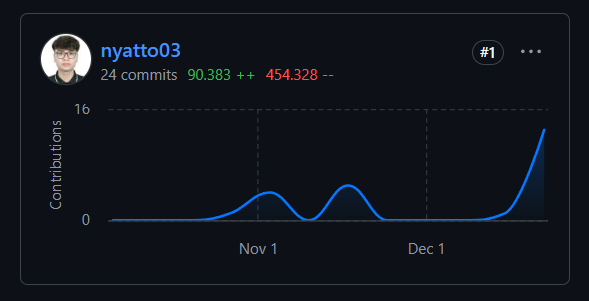 nyatto03
#1 ···
24 commits 90.383 ++ 454.328 --
16
Contributions
0
Nov 1 Dec 1